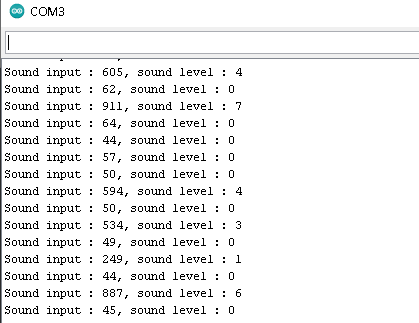 COM3
Sound input : 605, sound level : 4
Sound input : 62, sound level : 0
Sound input : 911, sound level : 7
Sound input : 64, sound level : 0
Sound input : 44, sound level : 0
Sound input : 57, sound level : 0
Sound input : 50, sound level : 0
Sound input : 594, sound level : 4
Sound input : 50, sound level : 0
Sound input : 534, sound level : 3
Sound input : 49, sound level : 0
Sound input : 249, sound level : 1
Sound input : 44, sound level : 0
Sound input : 887, sound level : 6
Sound input : 45, sound level : 0